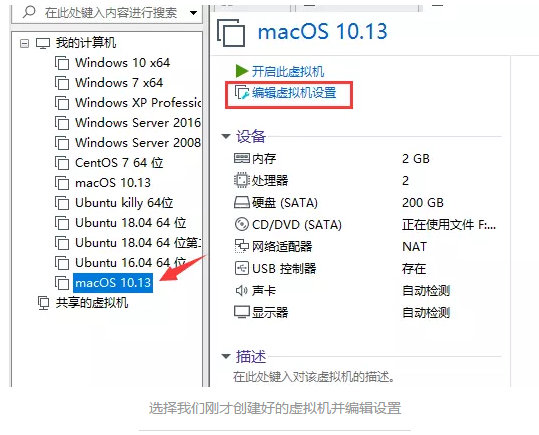 在此处键入内容进行搜索
我的计算机
Windows 10 x64
Windows 7 x64
Windows XP Professio
Windows Server 2016
Windows Server 2008
CentOS 7 64 位
macOS 10.13
Ubuntu killy 64位
Ubuntu 18.04 64 位
Ubuntu 18.04 64 位第二
Ubuntu 16.04 64 位
macOS 10.13
共享的虚拟机
macOS 10.13
开启此虚拟机
编辑虚拟机设置
设备
内存 2 GB
处理器 2
硬盘 (SATA) 200 GB
CD/DVD (SATA) 正在使用文件 F:...
网络适配器 NAT
USB 控制器 存在
声卡 自动检测
显示器 自动检测
描述
在此处键入对该虚拟机的描述。
选择我们刚才创建好的虚拟机并编辑设置